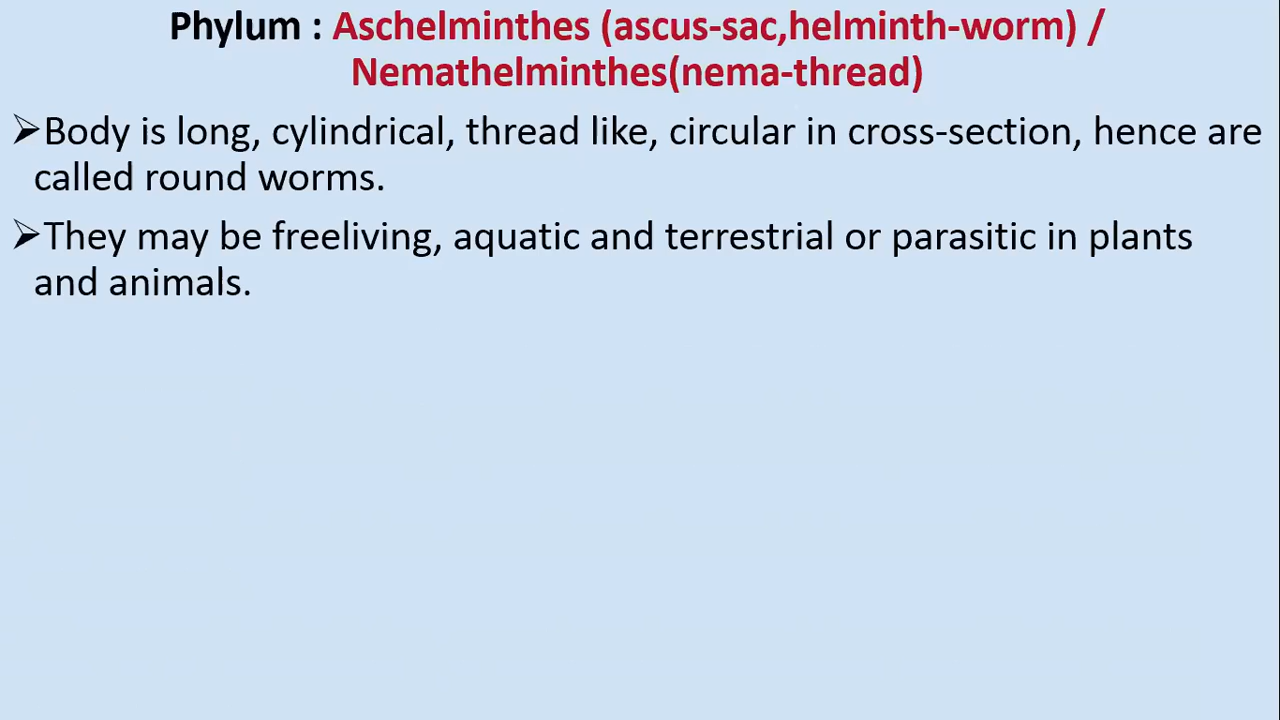 Phylum : Aschelminthes (ascus-sac,helminth-worm) /
Nemathelminthes(nema-thread)
➢Body is long, cylindrical, thread like, circular in cross-section, hence are
called round worms.
➢They may be freeliving, aquatic and terrestrial or parasitic in plants
and animals.